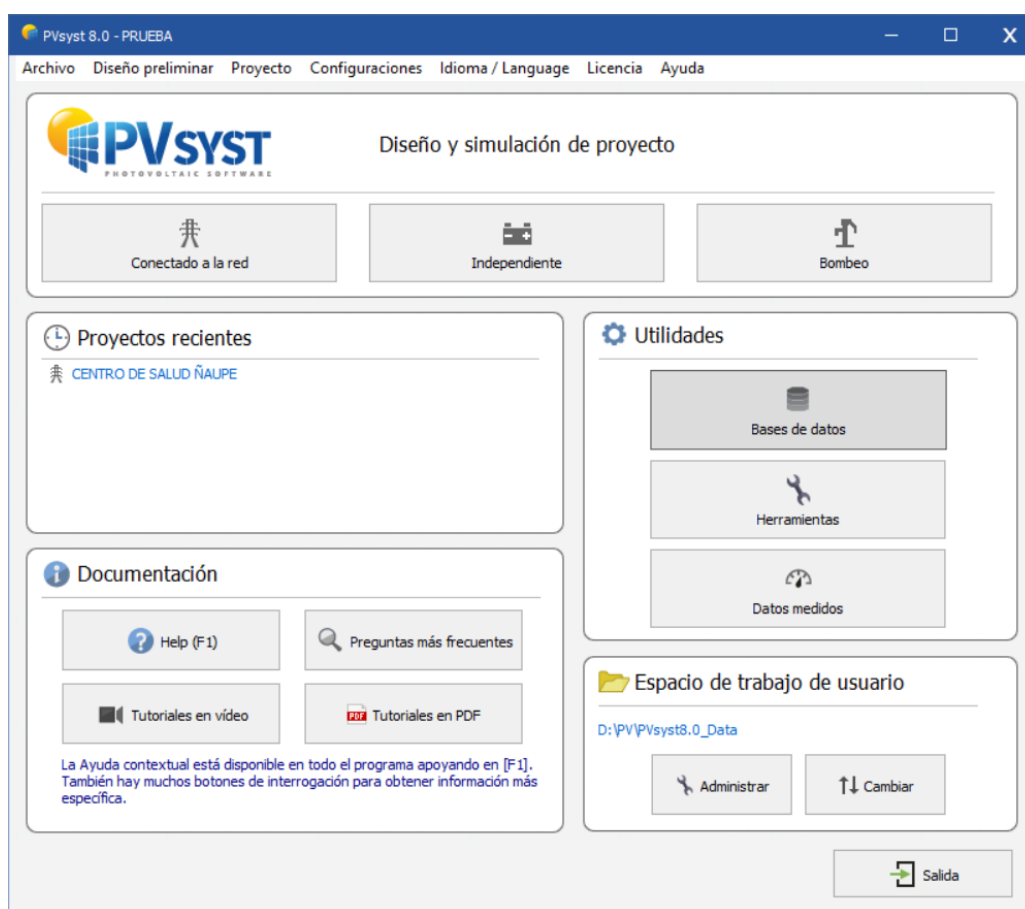 PVsyst 8.0 - PRUEBA
Archivo Diseño preliminar Proyecto Configuraciones Idioma / Language Licencia Ayuda
PVSYST
PHOTOVOLTAIC SOFTWARE
Diseño y simulación de proyecto
Conectado a la red
Independiente
Bombeo
Proyectos recientes
CENTRO DE SALUD ÑAUPE
Utilidades
Bases de datos
Herramientas
Datos medidos
Documentación
Help (F1)
Preguntas más frecuentes
Tutoriales en vídeo
PDF Tutoriales en PDF
La Ayuda contextual está disponible en todo el programa apoyando en [F1].
También hay muchos botones de interrogación para obtener información más
específica.
Espacio de trabajo de usuario
D:\PV\PVsyst8.0_Data
Administrar
Cambiar
Salida